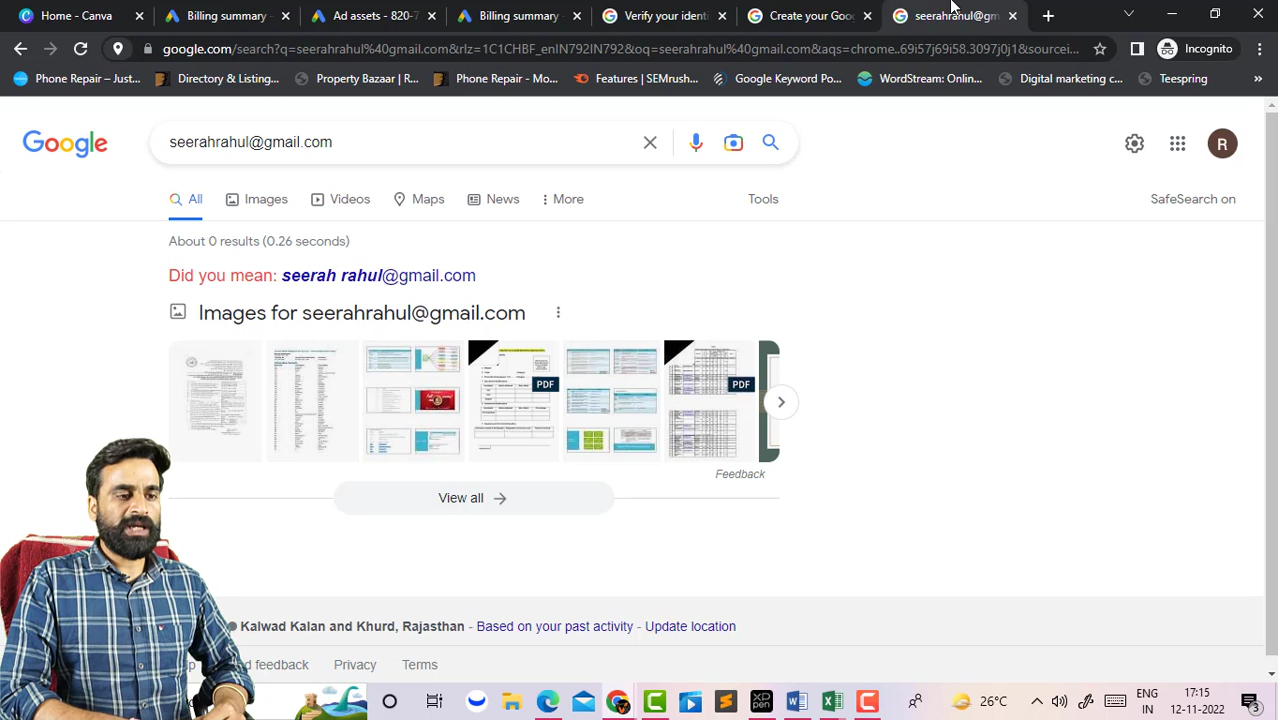 Home - Canva
Billing summary -
Ad assets - 820-7
Billing summary -
Verify your identi
Create your Goog
seerahrahul@gm
google.com/search?q=seerahrahul%40gmail.com&rlz=1C1CHBF_enIN792IN792&oq=seerahrahul%40gmail.com&aqs=chrome..69i57j69i58.3097j0j1&sourcei...
Incognito
Phone Repair – Just...
Directory & Listing...
Property Bazaar | R...
Phone Repair - Mo...
Features | SEMrush...
Google Keyword Po...
WordStream: Onlin...
Digital marketing c...
Teespring
Google
seerahrahul@gmail.com
R
All
Images
Videos
Maps
News
More
Tools
SafeSearch on
About 0 results (0.26 seconds)
Did you mean: seerah rahul@gmail.com
Images for seerahrahul@gmail.com
PDF
PDF
Feedback
View all
Kalwad Kalan and Khurd, Rajasthan - Based on your past activity - Update location
feedback
Privacy
Terms
26°C
ENG
IN
17:15
12-11-2022
3